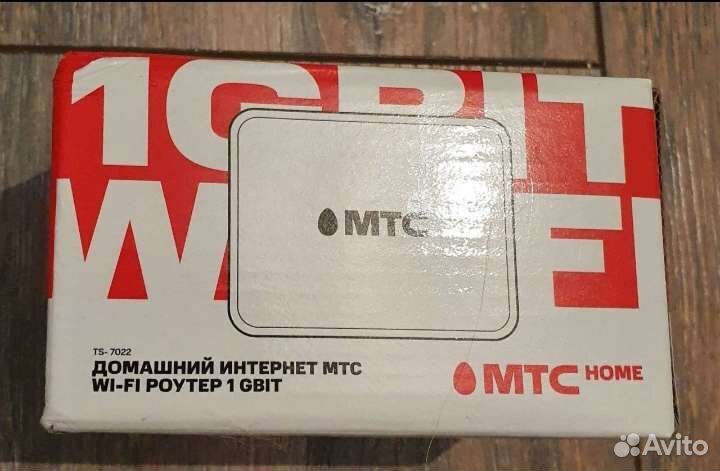 1GBIT
WI-FI
МТС
TS-7022
ДОМАШНИЙ ИНТЕРНЕТ МТС
WI-FI РОУТЕР 1 GBIT
МТС HOME
Avito